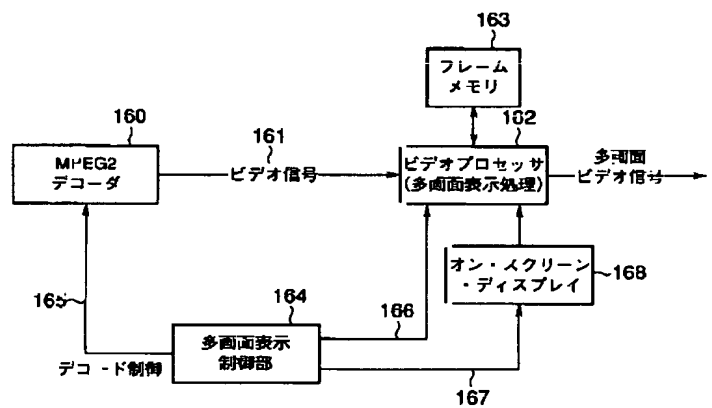 163
フレーム
メモリ
160
161
162
MPEG2
デコーダ
ビデオ信号
ビデオプロセッサ
(多画面表示処理)
多画面
ビデオ信号
オン・スクリーン
・ディスプレイ
168
165
164
166
多画面表示
制御部
デコード制御
167